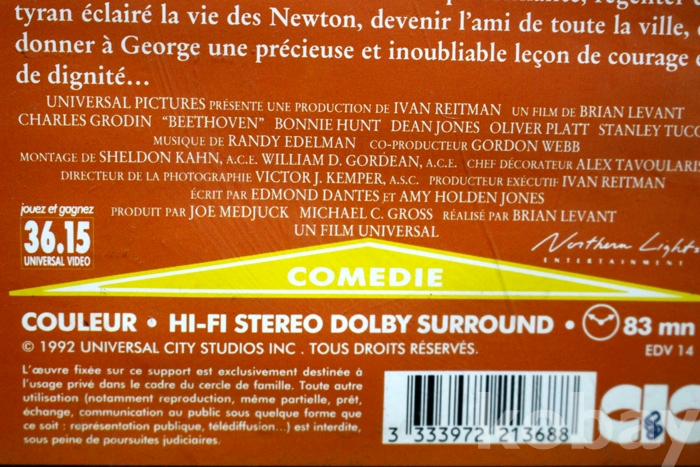 tyran éclairé la vie des Newton, devenir l'ami de toute la ville,
donner à George une précieuse et inoubliable leçon de courage
de dignité...
UNIVERSAL PICTURES PRÉSENTE UNE PRODUCTION DE IVAN REITMAN UN FILM DE BRIAN LEVANT
CHARLES GRODIN "BEETHOVEN" BONNIE HUNT DEAN JONES OLIVER PLATT STANLEY TUC
MUSIQUE DE RANDY EDELMAN CO-PRODUCTEUR GORDON WEBB
MONTAGE DE SHELDON KAHN, A.C.E. WILLIAM D. GORDEAN, A.C.E. CHEF DÉCORATEUR ALEX TAVOULARIS
DIRECTEUR DE LA PHOTOGRAPHIE VICTOR J. KEMPER, A.S.C. PRODUCTEUR EXÉCUTIF IVAN REITMAN
ÉCRIT PAR EDMOND DANTES ET AMY HOLDEN JONES
PRODUIT PAR JOE MEDJUCK MICHAEL C. GROSS RÉALISÉ PAR BRIAN LEVANT
UN FILM UNIVERSAL
jouez et gagnez
36.15
UNIVERSAL VIDEO
Northern Lights
ENTERTAINMENT
COMEDIE
COULEUR • HI-FI STEREO DOLBY SURROUND • 83 mn
© 1992 UNIVERSAL CITY STUDIOS INC . TOUS DROITS RÉSERVÉS.
EDV 14
L'œuvre fixée sur ce support est exclusivement destinée à
l'usage privé dans le cadre du cercle de famille. Toute autre
utilisation (notamment reproduction, même partielle, prêt,
échange, communication au public sous quelque forme que
ce soit : représentation publique, télédiffusion...) est interdite,
sous peine de poursuites judiciaires.
3 333972 213688
CIC
kobay